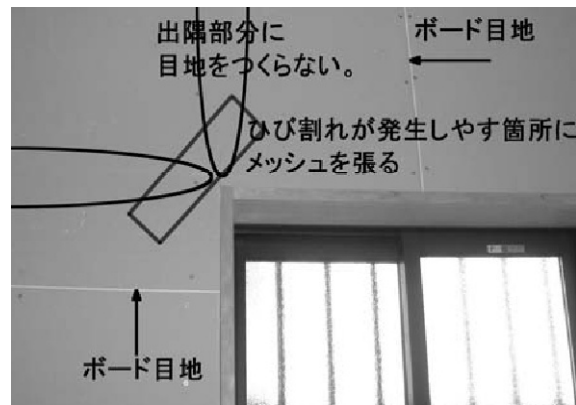 出隅部分に
目地をつくらない。
ボード目地
ひび割れが発生しやす箇所に
メッシュを張る
ボード目地